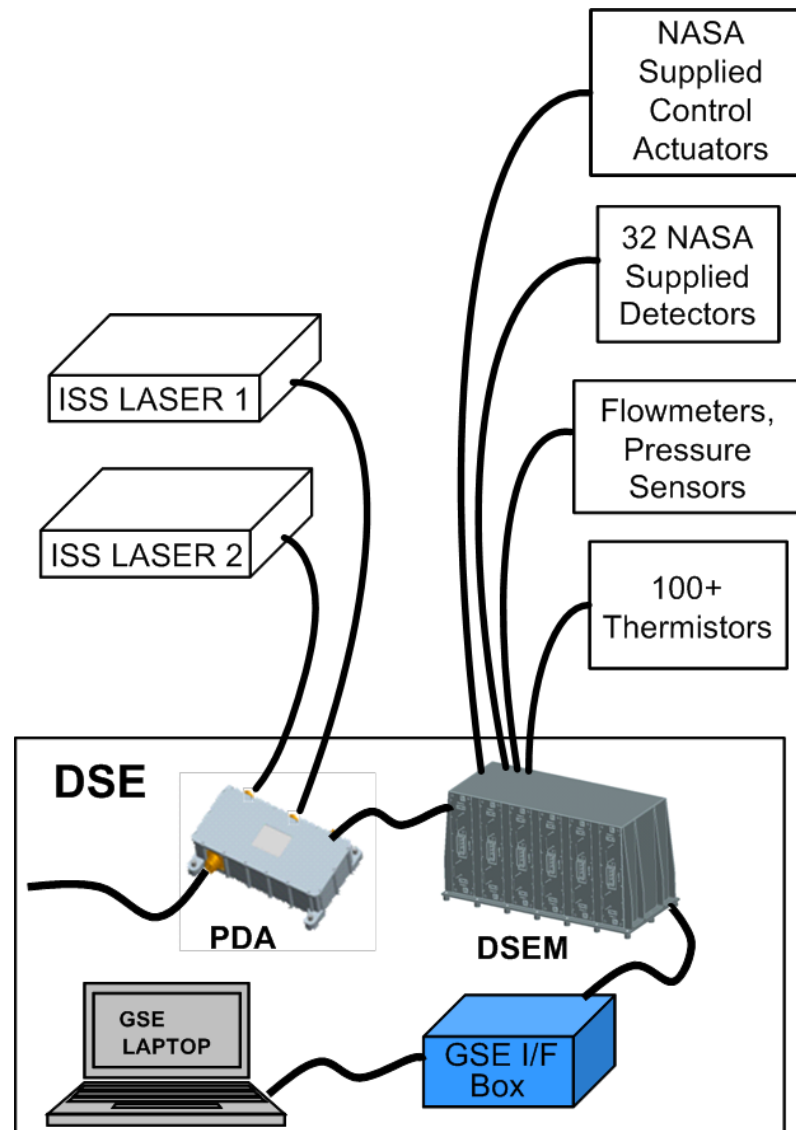 NASA
Supplied
Control
Actuators
32 NASA
Supplied
Detectors
ISS LASER 1
Flowmeters,
Pressure
Sensors
ISS LASER 2
100+
Thermistors
DSE
PDA
DSEM
GSE
LAPTOP
GSE I/F
Box